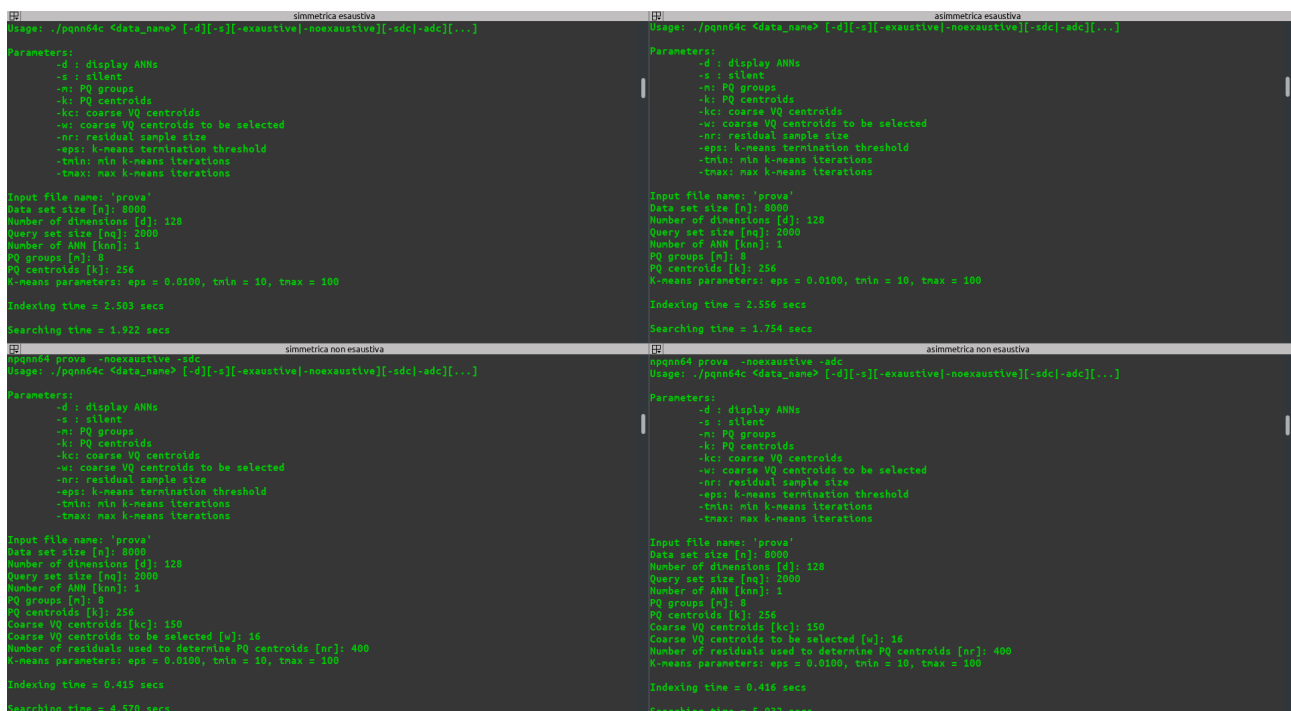 simmetrica esaustiva
Usage: ./pqnn64c <data_name> [-d][-s][-exaustive|-noexaustive][-sdc|-adc][...]
Parameters:
-d : display ANNs
-s : silent
-m: PQ groups
-k: PQ centroids
-kc: coarse VQ centroids
-w: coarse VQ centroids to be selected
-nr: residual sample size
-eps: k-means termination threshold
-tmin: min k-means iterations
-tmax: max k-means iterations
Input file name: 'prova'
Data set size [n]: 8000
Number of dimensions [d]: 128
Query set size [nq]: 2000
Number of ANN [knn]: 1
PQ groups [m]: 8
PQ centroids [k]: 256
K-means parameters: eps = 0.0100, tmin = 10, tmax = 100
Indexing time = 2.503 secs
Searching time = 1.922 secs
asimmetrica esaustiva
Usage: ./pqnn64c <data_name> [-d][-s][-exaustive|-noexaustive][-sdc|-adc][...]
Parameters:
-d : display ANNs
-s : silent
-m: PQ groups
-k: PQ centroids
-kc: coarse VQ centroids
-w: coarse VQ centroids to be selected
-nr: residual sample size
-eps: k-means termination threshold
-tmin: min k-means iterations
-tmax: max k-means iterations
Input file name: 'prova'
Data set size [n]: 8000
Number of dimensions [d]: 128
Query set size [nq]: 2000
Number of ANN [knn]: 1
PQ groups [m]: 8
PQ centroids [k]: 256
K-means parameters: eps = 0.0100, tmin = 10, tmax = 100
Indexing time = 2.556 secs
Searching time = 1.754 secs
simmetrica non esaustiva
npqnn64 prova -noexaustive -sdc
Usage: ./pqnn64c <data_name> [-d][-s][-exaustive|-noexaustive][-sdc|-adc][...]
Parameters:
-d : display ANNs
-s : silent
-m: PQ groups
-k: PQ centroids
-kc: coarse VQ centroids
-w: coarse VQ centroids to be selected
-nr: residual sample size
-eps: k-means termination threshold
-tmin: min k-means iterations
-tmax: max k-means iterations
Input file name: 'prova'
Data set size [n]: 8000
Number of dimensions [d]: 128
Query set size [nq]: 2000
Number of ANN [knn]: 1
PQ groups [m]: 8
PQ centroids [k]: 256
Coarse VQ centroids [kc]: 150
Coarse VQ centroids to be selected [w]: 16
Number of residuals used to determine PQ centroids [nr]: 400
K-means parameters: eps = 0.0100, tmin = 10, tmax = 100
Indexing time = 0.415 secs
Searching time = 4.570 secs
asimmetrica non esaustiva
npqnn64 prova -noexaustive -adc
Usage: ./pqnn64c <data_name> [-d][-s][-exaustive|-noexaustive][-sdc|-adc][...]
Parameters:
-d : display ANNs
-s : silent
-m: PQ groups
-k: PQ centroids
-kc: coarse VQ centroids
-w: coarse VQ centroids to be selected
-nr: residual sample size
-eps: k-means termination threshold
-tmin: min k-means iterations
-tmax: max k-means iterations
Input file name: 'prova'
Data set size [n]: 8000
Number of dimensions [d]: 128
Query set size [nq]: 2000
Number of ANN [knn]: 1
PQ groups [m]: 8
PQ centroids [k]: 256
Coarse VQ centroids [kc]: 150
Coarse VQ centroids to be selected [w]: 16
Number of residuals used to determine PQ centroids [nr]: 400
K-means parameters: eps = 0.0100, tmin = 10, tmax = 100
Indexing time = 0.416 secs
Searching time = secs